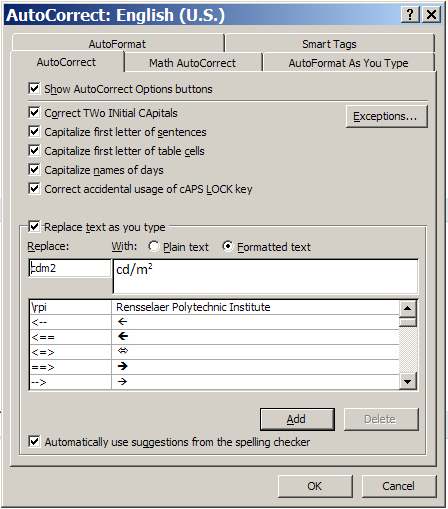 AutoCorrect: English (U.S.)
AutoFormat Smart Tags
AutoCorrect Math AutoCorrect AutoFormat As You Type
Show AutoCorrect Options buttons
Correct TWo INitial CApitals Exceptions...
Capitalize first letter of sentences
Capitalize first letter of table cells
Capitalize names of days
Correct accidental usage of cAPS LOCK key
Replace text as you type
Replace: With: Plain text Formatted text
cdm2 cd/m²
\rpi Rensselaer Polytechnic Institute
<-- ←
<== 🡰
<=> ⇔
==> 🡺
--> →
Add Delete
Automatically use suggestions from the spelling checker
OK Cancel